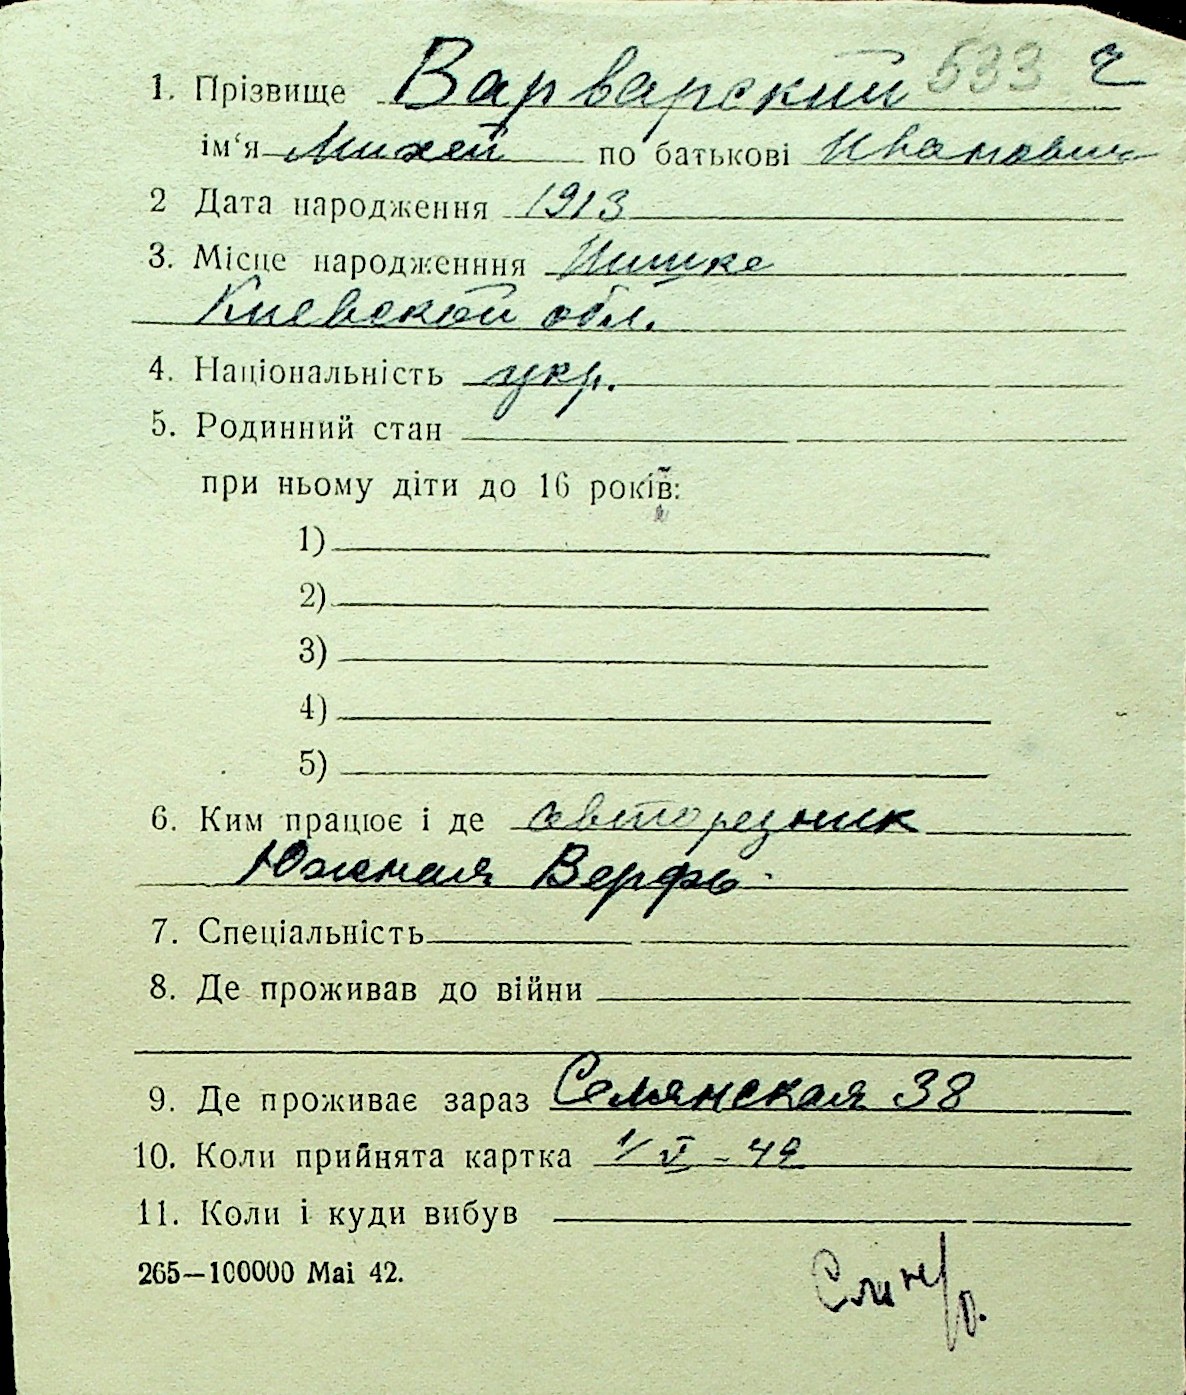 1. Прізвище Варварский 533 ч
ім‘я Михей по батькові Иванович
2 Дата народження 1913
3. Місце народженння
Киевской обл.
4. Національність укр.
5. Родинний стан
при ньому діти до 16 років:
1)
2)
3)
4)
5)
6. Ким працює і де авторезник
Южная Верфь
7. Спеціальність
8. Де проживав до війни
9. Де проживає зараз Селянская 38
10. Коли прийнята картка 1/V - 42
11. Коли і куди вибув
265—100000 Маі 42.